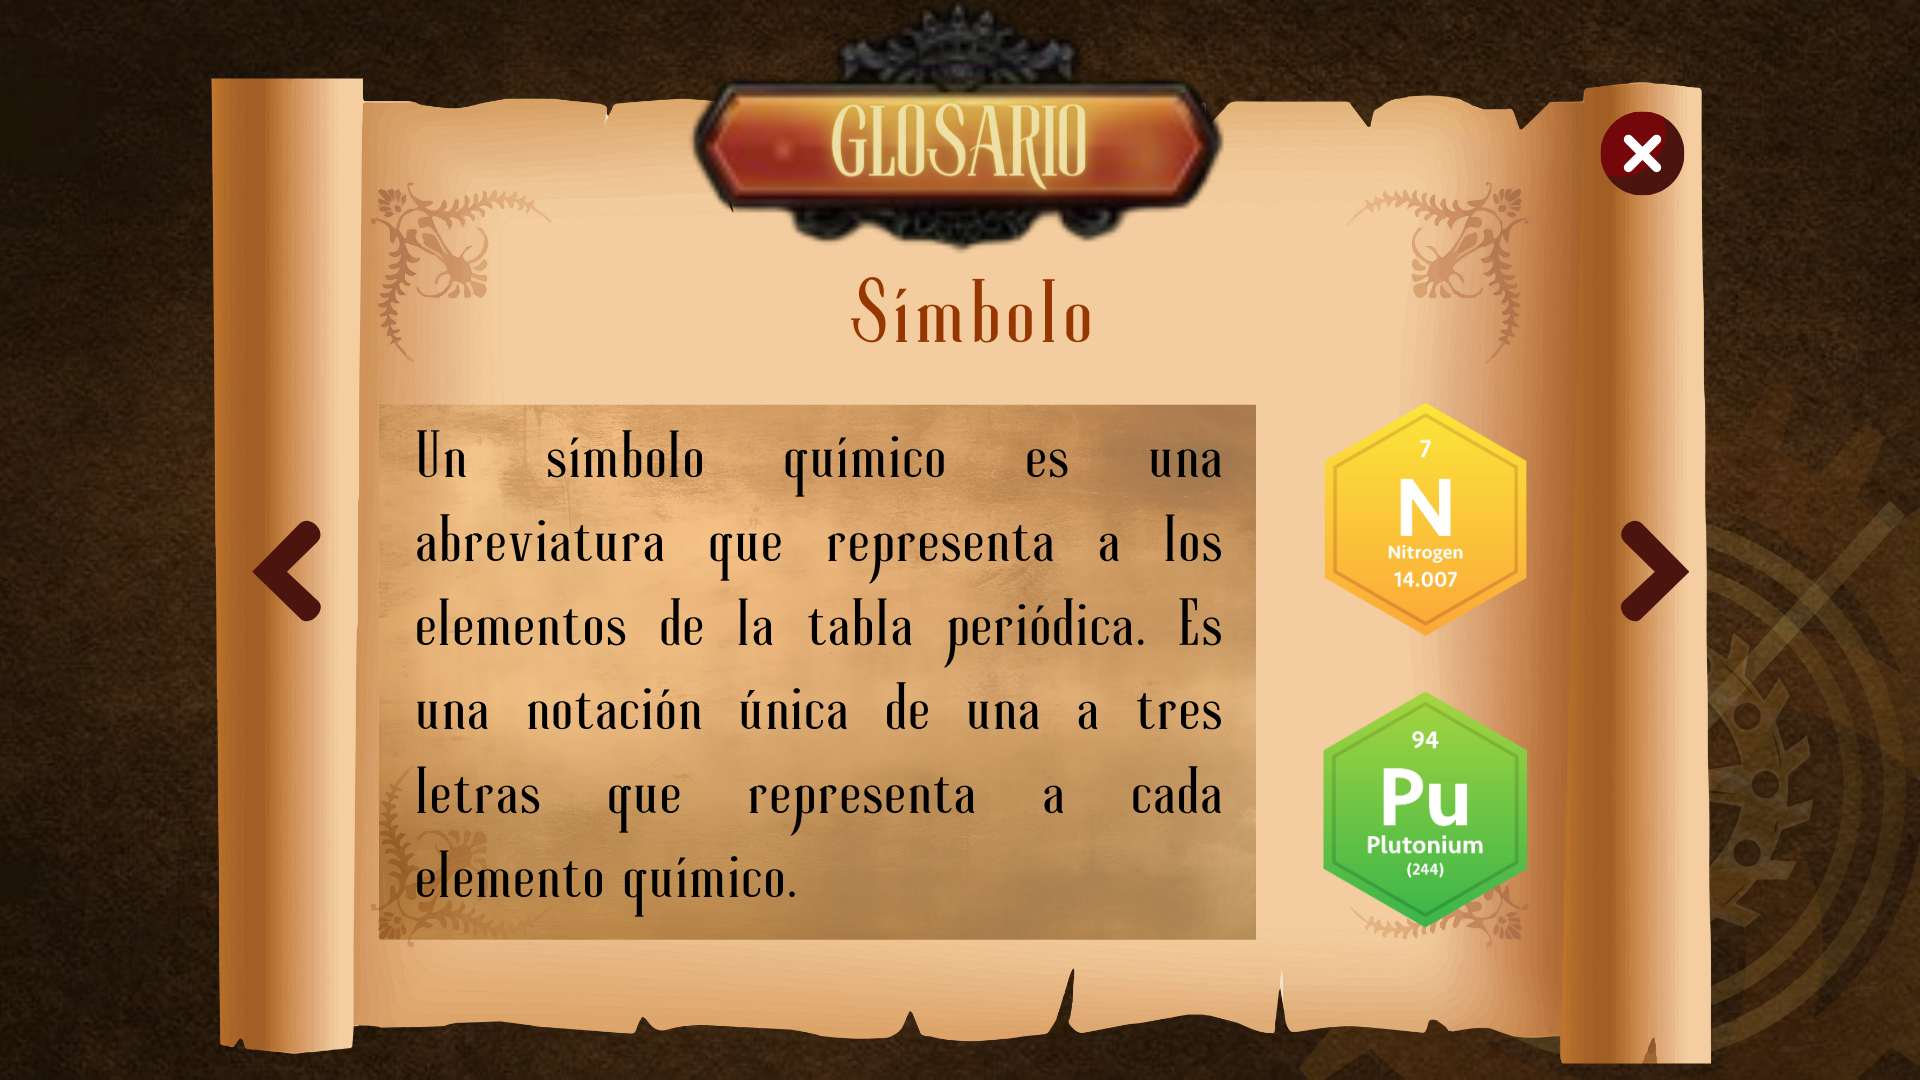 GLOSARIO
Símbolo
Un símbolo químico es una
abreviatura que representa a los
elementos de la tabla periódica. Es
una notación única de una a tres
letras que representa a cada
elemento químico.
7
N
Nitrogen
14.007
94
Pu
Plutonium
(244)